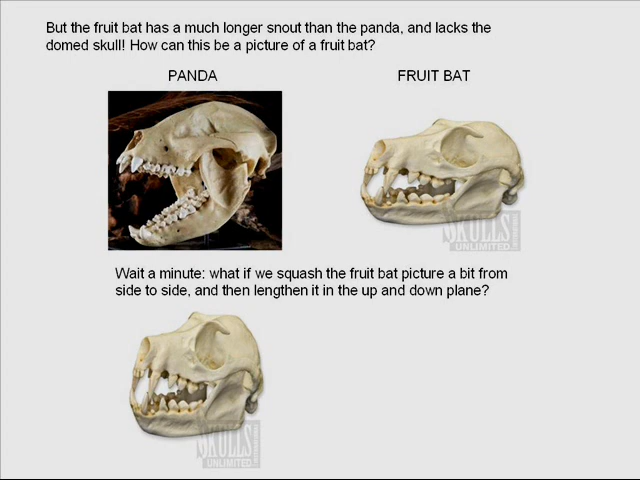 But the fruit bat has a much longer snout than the panda, and lacks the
domed skull! How can this be a picture of a fruit bat?
PANDA
FRUIT BAT
SKULLS
UNLIMITED
Wait a minute: what if we squash the fruit bat picture a bit from
side to side, and then lengthen it in the up and down plane?
SKULLS
UNLIMITED